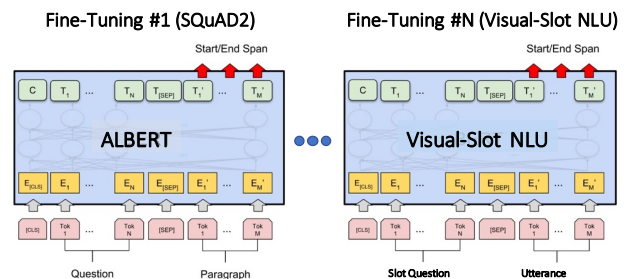 Fine-Tuning #1 (SQuAD2)
Start/End Span
C T1 ... TN T[SEP] T1' ... TM'
ALBERT
E[CLS] E1 ... EN E[SEP] E1' ... EM'
[CLS] Tok 1 ... Tok N [SEP] Tok 1 ... Tok M
Question Paragraph
Fine-Tuning #N (Visual-Slot NLU)
Start/End Span
C T1 ... TN T[SEP] T1' ... TM'
Visual-Slot NLU
E[CLS] E1 ... EN E[SEP] E1' ... EM'
[CLS] Tok 1 ... Tok N [SEP] Tok 1 ... Tok M
Slot Question Utterance